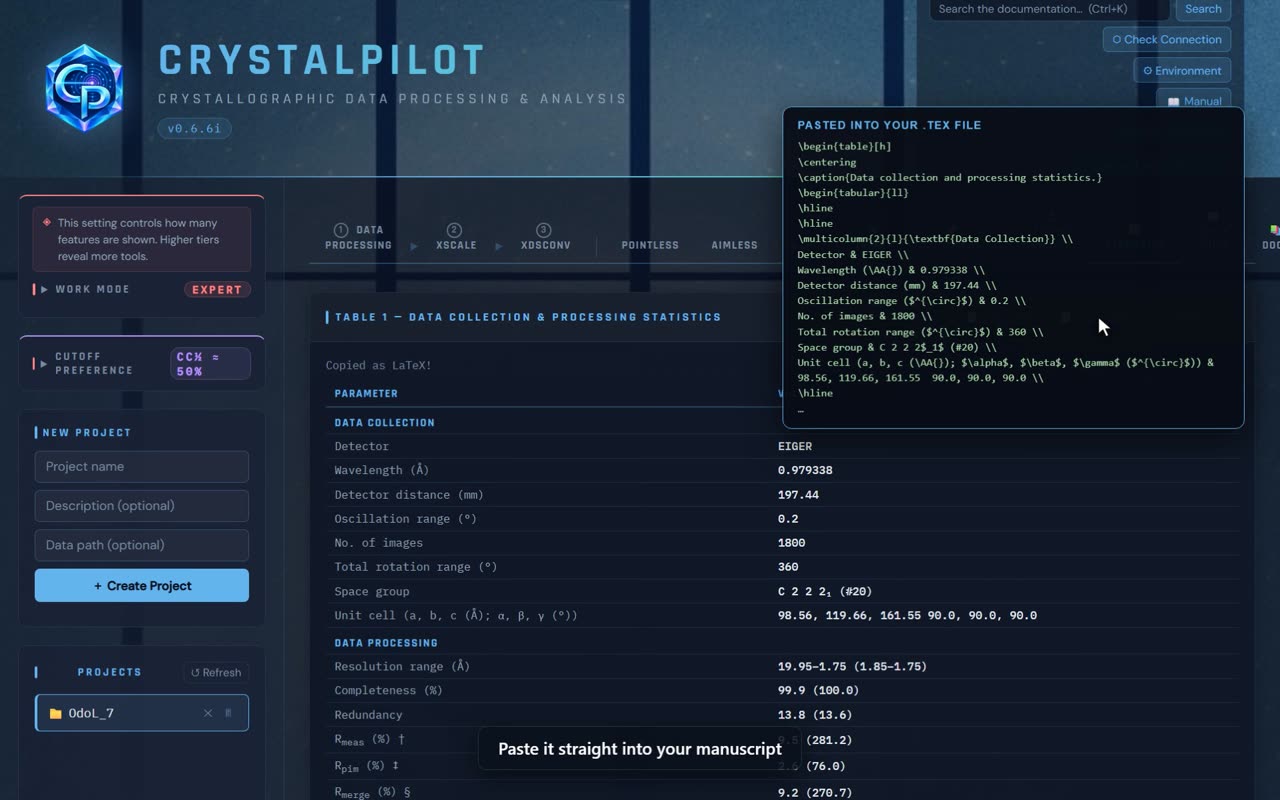 Search the documentation... (Ctrl+K)
Search
Check Connection
Environment
Manual
CRYSTALPILOT
CRYSTALLOGRAPHIC DATA PROCESSING & ANALYSIS
v0.6.6i
CP
This setting controls how many
features are shown. Higher tiers
reveal more tools.
WORK MODE
EXPERT
CUTOFF
PREFERENCE
CC½ ≈
50%
NEW PROJECT
Project name
Description (optional)
Data path (optional)
+ Create Project
PROJECTS
↺ Refresh
OdoL_7
1 DATA
PROCESSING
2
XSCALE
3
XDSCONV
POINTLESS
AIMLESS
TABLE 1 — DATA COLLECTION & PROCESSING STATISTICS
Copied as LaTeX!
PARAMETER
DATA COLLECTION
Detector EIGER
Wavelength (Å) 0.979338
Detector distance (mm) 197.44
Oscillation range (°) 0.2
No. of images 1800
Total rotation range (°) 360
Space group C 2 2 2₁ (#20)
Unit cell (a, b, c (Å); α, β, γ (°)) 98.56, 119.66, 161.55 90.0, 90.0, 90.0
DATA PROCESSING
Resolution range (Å) 19.95–1.75 (1.85–1.75)
Completeness (%) 99.9 (100.0)
Redundancy 13.8 (13.6)
Rmeas (%) † (281.2)
Rpim (%) ‡ (76.0)
Rmerge (%) § 9.2 (270.7)
PASTED INTO YOUR .TEX FILE
\begin{table}[h]
\centering
\caption{Data collection and processing statistics.}
\begin{tabular}{ll}
\hline
\hline
\multicolumn{2}{l}{\textbf{Data Collection}} \\
Detector & EIGER \\
Wavelength (\AA{}) & 0.979338 \\
Detector distance (mm) & 197.44 \\
Oscillation range ($^{\circ}$) & 0.2 \\
No. of images & 1800 \\
Total rotation range ($^{\circ}$) & 360 \\
Space group & C 2 2 2$_1$ (#20) \\
Unit cell (a, b, c (\AA{}); $\alpha$, $\beta$, $\gamma$ ($^{\circ}$)) &
98.56, 119.66, 161.55 90.0, 90.0, 90.0 \\
\hline
…
Paste it straight into your manuscript